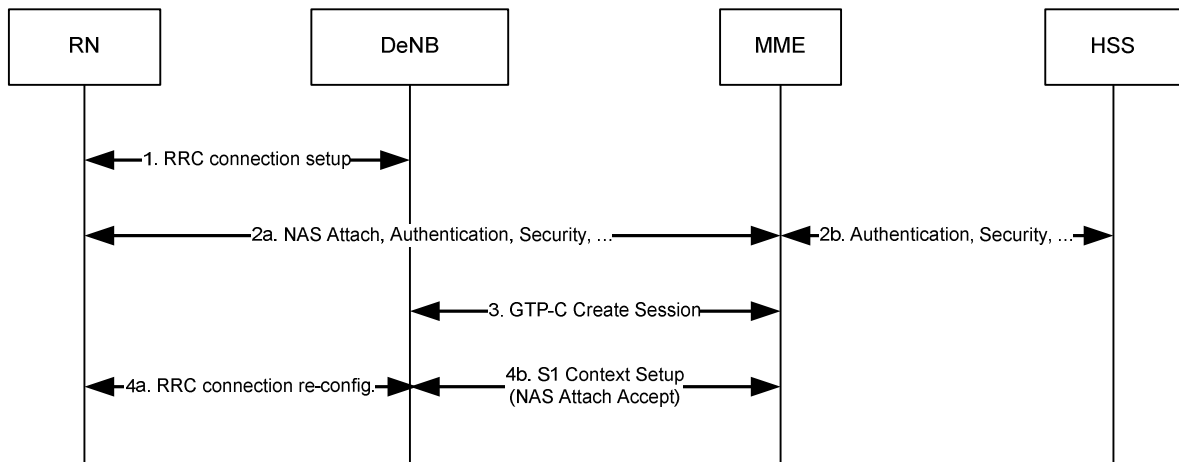 RN
DeNB
MME
HSS
1. RRC connection setup
2a. NAS Attach, Authentication, Security, ...
2b. Authentication, Security, ...
3. GTP-C Create Session
4a. RRC connection re-config.
4b. S1 Context Setup
(NAS Attach Accept)